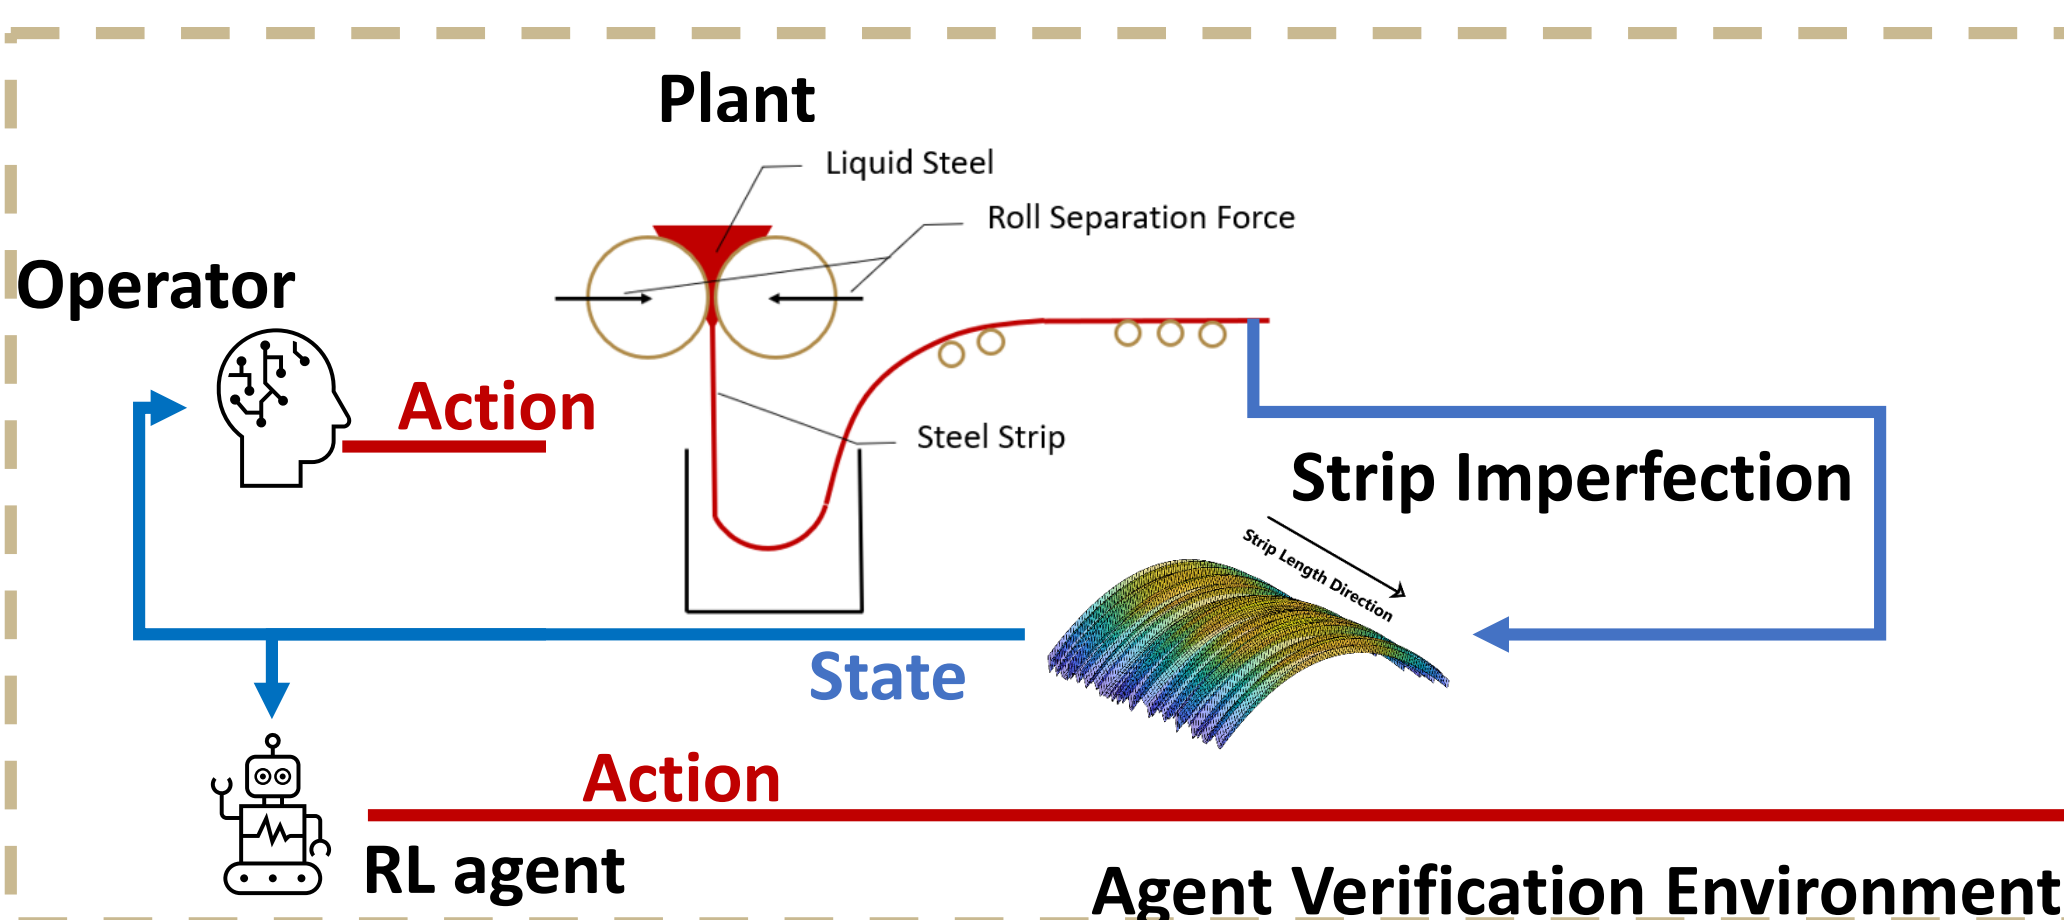 Plant
Liquid Steel
Roll Separation Force
Operator
Action
Steel Strip
Strip Imperfection
Strip Length Direction
State
Action
RL agent
Agent Verification Environment